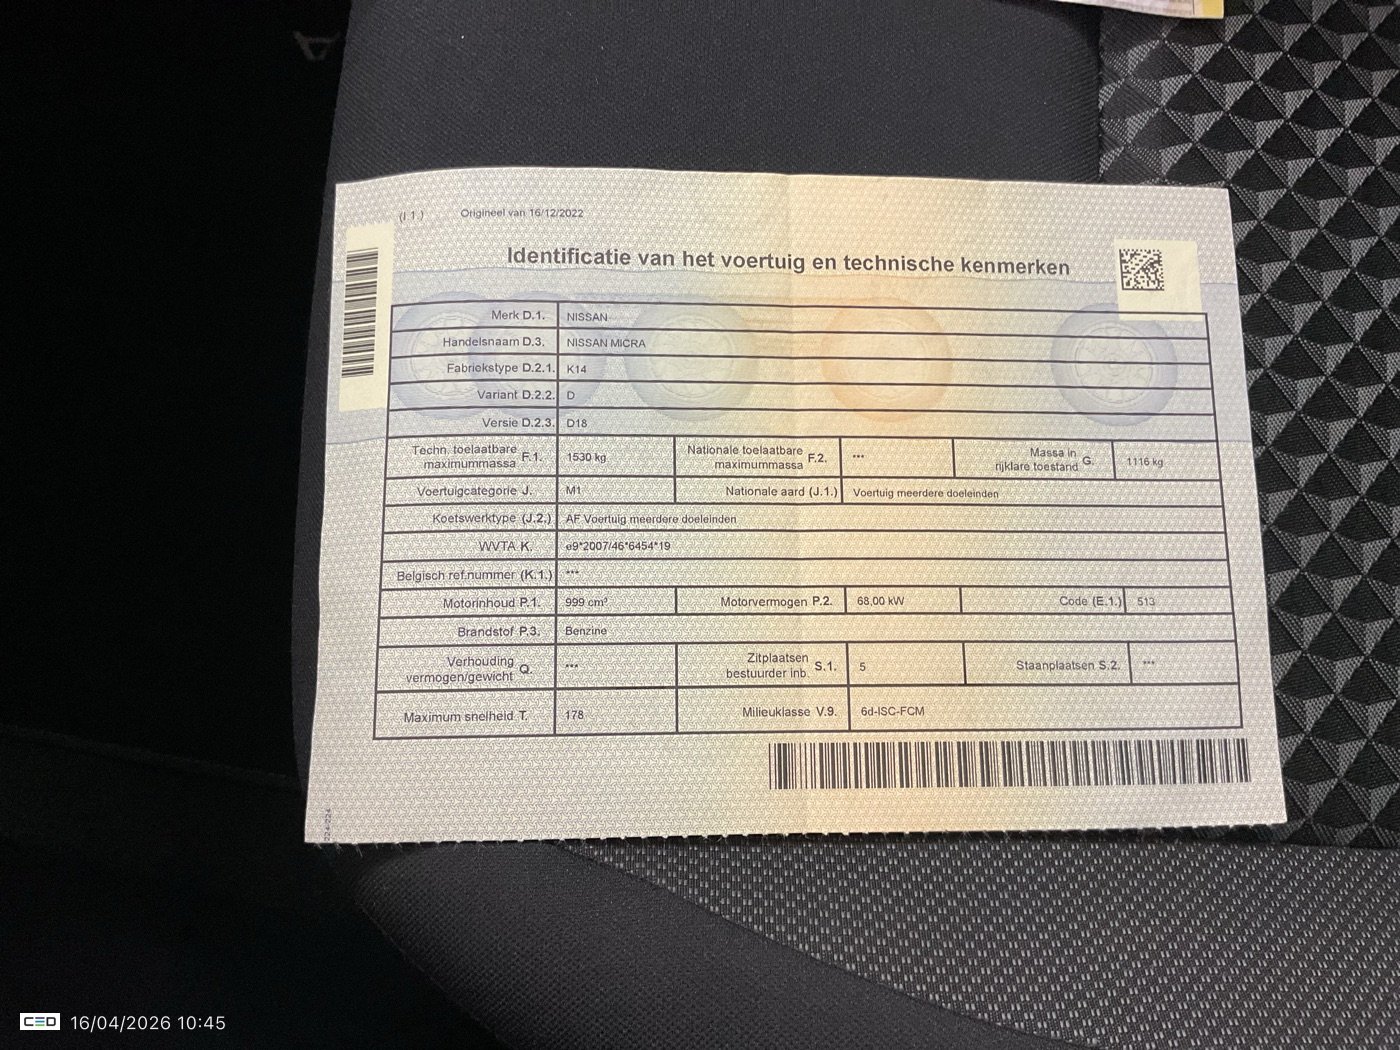 (I.1.) Origineel van 16/12/2022
Identificatie van het voertuig en technische kenmerken
Merk D.1. NISSAN
Handelsnaam D.3. NISSAN MICRA
Fabriekstype D.2.1. K14
Variant D.2.2. D
Versie D.2.3. D18
Techn. toelaatbare maximummassa F.1. 1530 kg Nationale toelaatbare maximummassa F.2. *** Massa in rijklare toestand G. 1116 kg
Voertuigcategorie J. M1 Nationale aard (J.1.) Voertuig meerdere doeleinden
Koetswerktype (J.2.) AF Voertuig meerdere doeleinden
WVTA K. e9*2007/46*6454*19
Belgisch ref.nummer (K.1.) ***
Motorinhoud P.1. 999 cm³ Motorvermogen P.2. 68,00 kW Code (E.1.) 513
Brandstof P.3. Benzine
Verhouding vermogen/gewicht Q. *** Zitplaatsen bestuurder inb. S.1. 5 Staanplaatsen S.2. ***
Maximum snelheid T. 178 Milieuklasse V.9. 6d-ISC-FCM
224-224
CED 16/04/2026 10:45